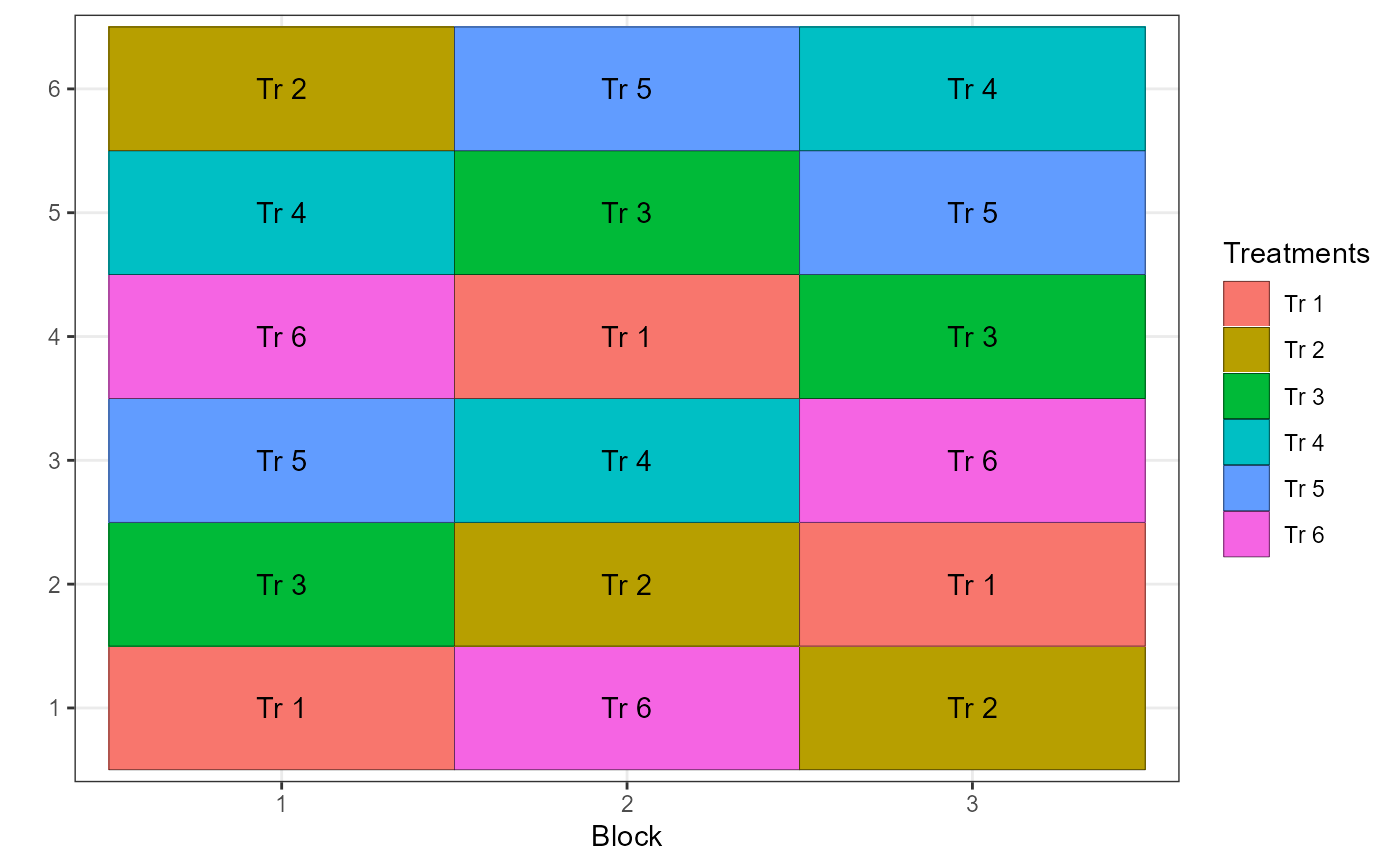 6 Tr 2 Tr 5 Tr 4
5 Tr 4 Tr 3 Tr 5
4 Tr 6 Tr 1 Tr 3
3 Tr 5 Tr 4 Tr 6
2 Tr 3 Tr 2 Tr 1
1 Tr 1 Tr 6 Tr 2
1 2 3
Block
Treatments
Tr 1
Tr 2
Tr 3
Tr 4
Tr 5
Tr 6